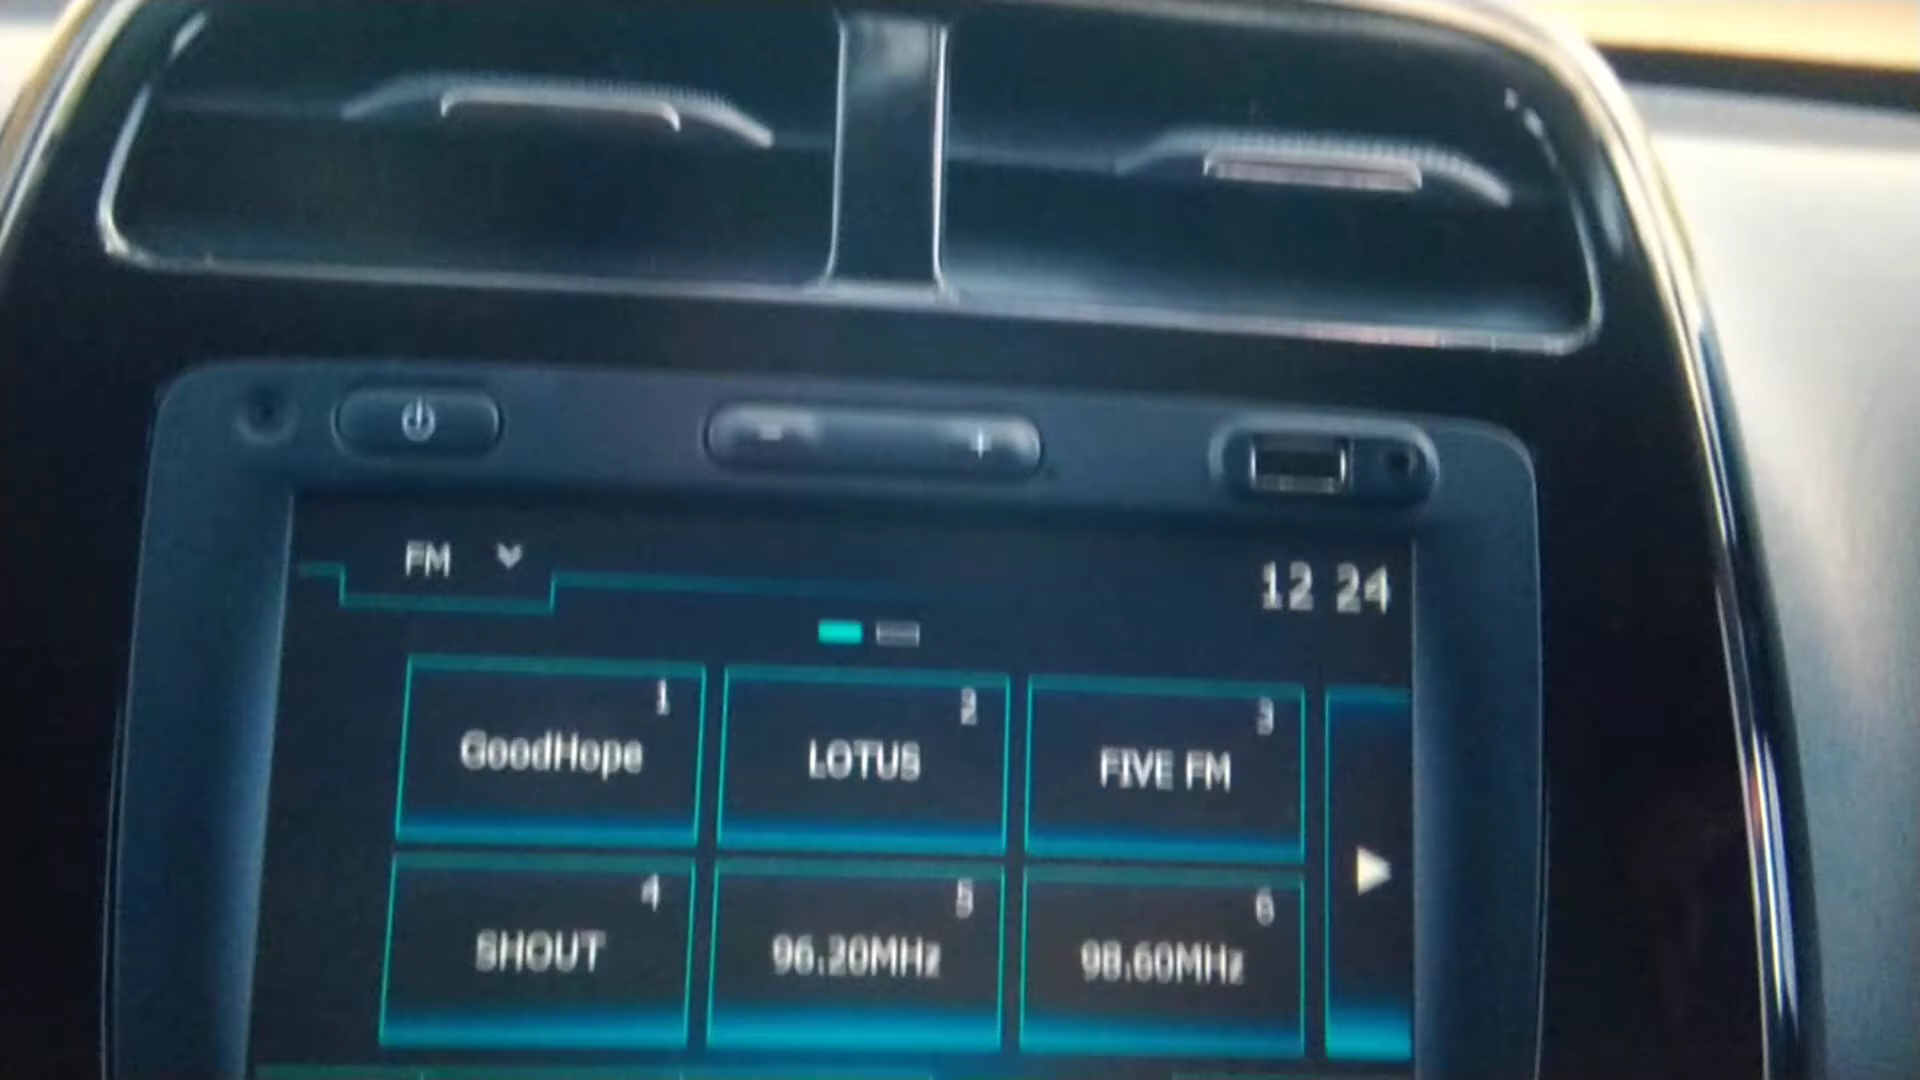 FM
12 24
1
GoodHope
2
LOTUS
3
FIVE FM
4
SHOUT
5
96.20MHz
6
98.60MHz